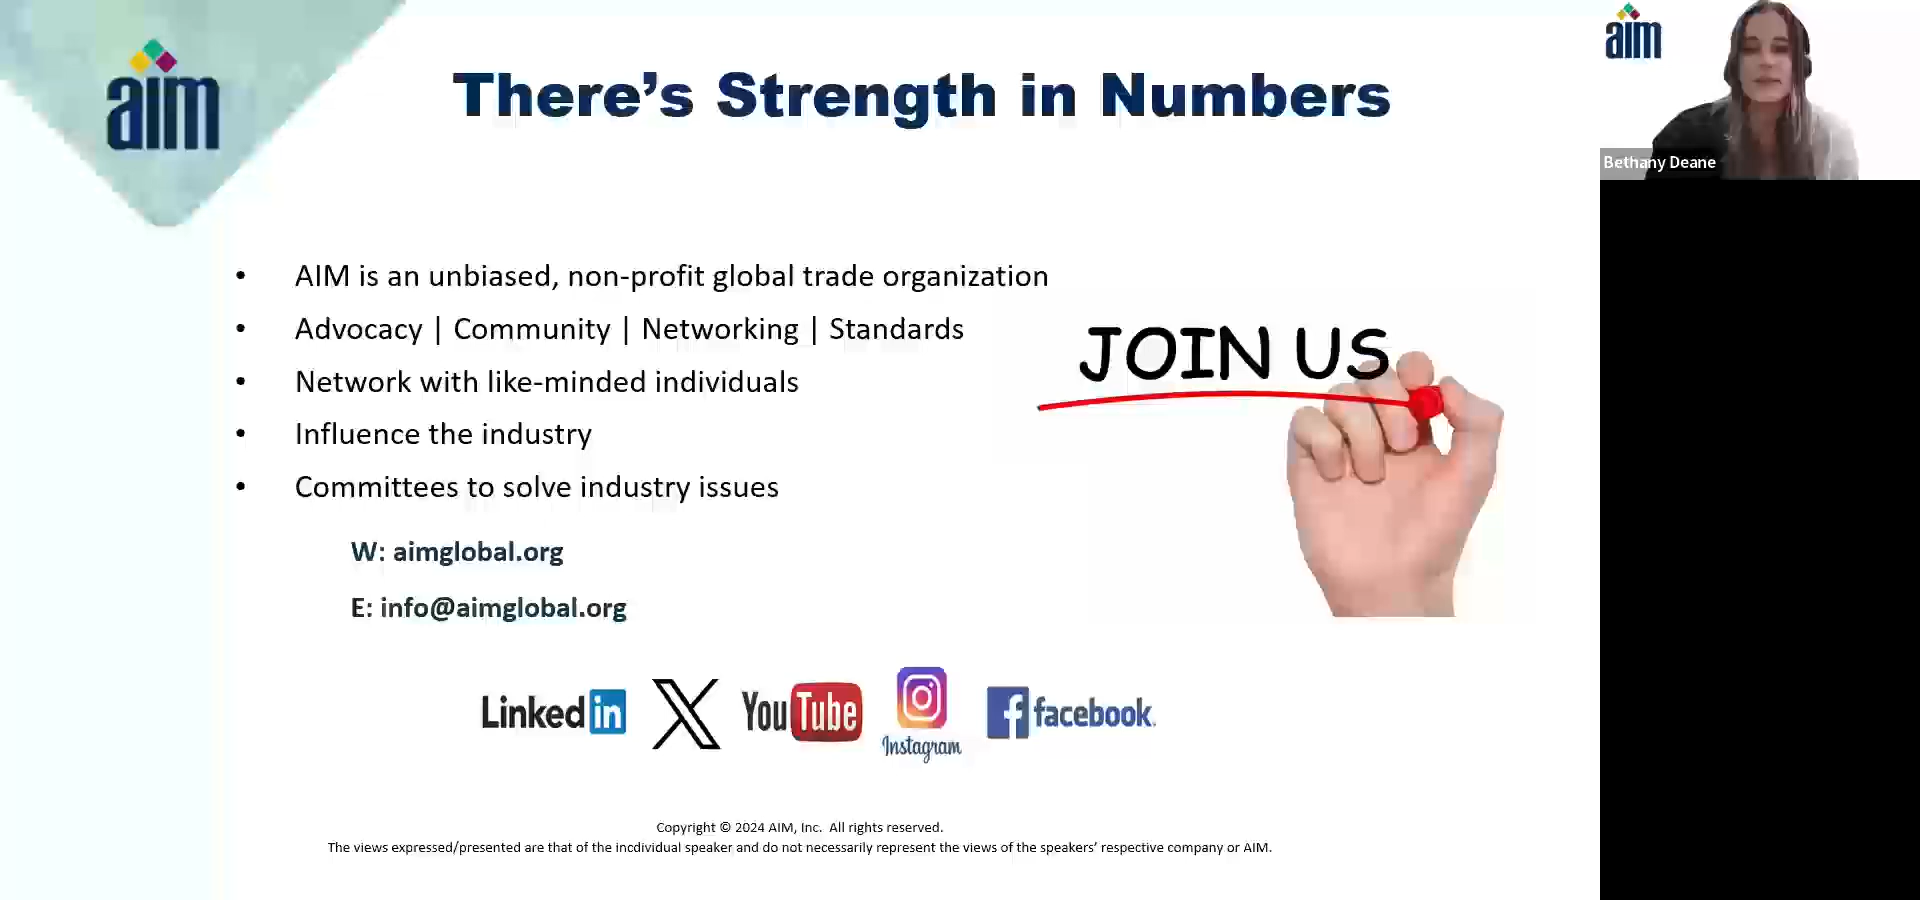 aim
There's Strength in Numbers
• AIM is an unbiased, non-profit global trade organization
• Advocacy | Community | Networking | Standards
• Network with like-minded individuals
• Influence the industry
• Committees to solve industry issues
W: aimglobal.org
E: info@aimglobal.org
JOIN US
Linked in
X
YouTube
Instagram
f facebook.
Copyright © 2024 AIM, Inc.  All rights reserved.
The views expressed/presented are that of the incdividual speaker and do not necessarily represent the views of the speakers' respective company or AIM.
aim
Bethany Deane